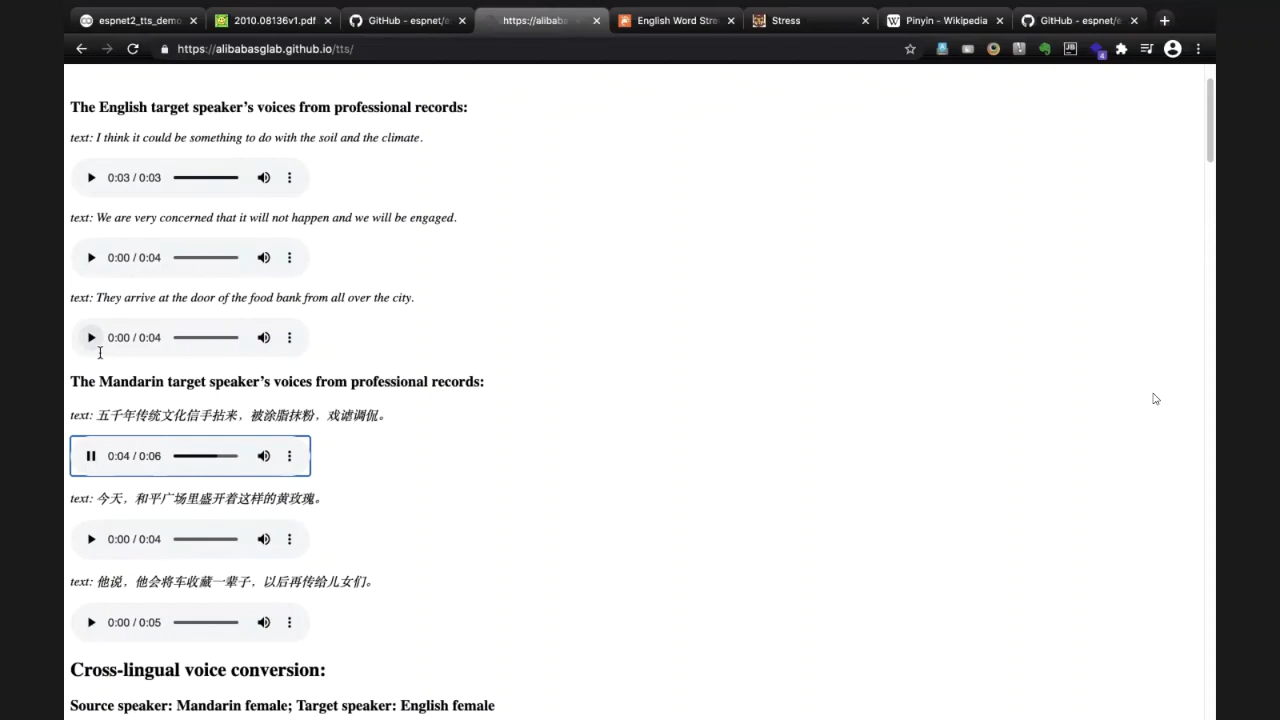 espnet2_tts_demo
2010.08136v1.pdf
GitHub - espnet/e
https://alibaba
English Word Stre
Stress
Pinyin - Wikipedia
GitHub - espnet/e
https://alibabasglab.github.io/tts/
The English target speaker's voices from professional records:
text: I think it could be something to do with the soil and the climate.
0:03 / 0:03
text: We are very concerned that it will not happen and we will be engaged.
0:00 / 0:04
text: They arrive at the door of the food bank from all over the city.
0:00 / 0:04
The Mandarin target speaker's voices from professional records:
text: 五千年传统文化信手拈来，被涂脂抹粉，戏谑调侃。
0:04 / 0:06
text: 今天，和平广场里盛开着这样的黄玫瑰。
0:00 / 0:04
text: 他说，他会将车收藏一辈子，以后再传给儿女们。
0:00 / 0:05
Cross-lingual voice conversion:
Source speaker: Mandarin female; Target speaker: English female